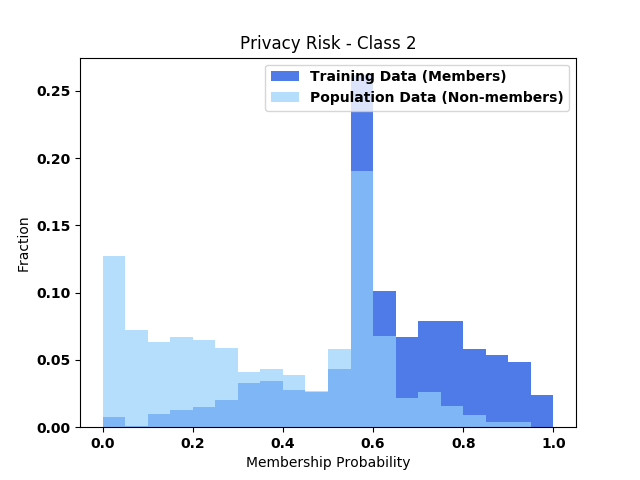 Privacy Risk - Class 2
Training Data (Members)
Population Data (Non-members)
0.25
0.20
0.15
0.10
0.05
0.00
Fraction
0.0 0.2 0.4 0.6 0.8 1.0
Membership Probability